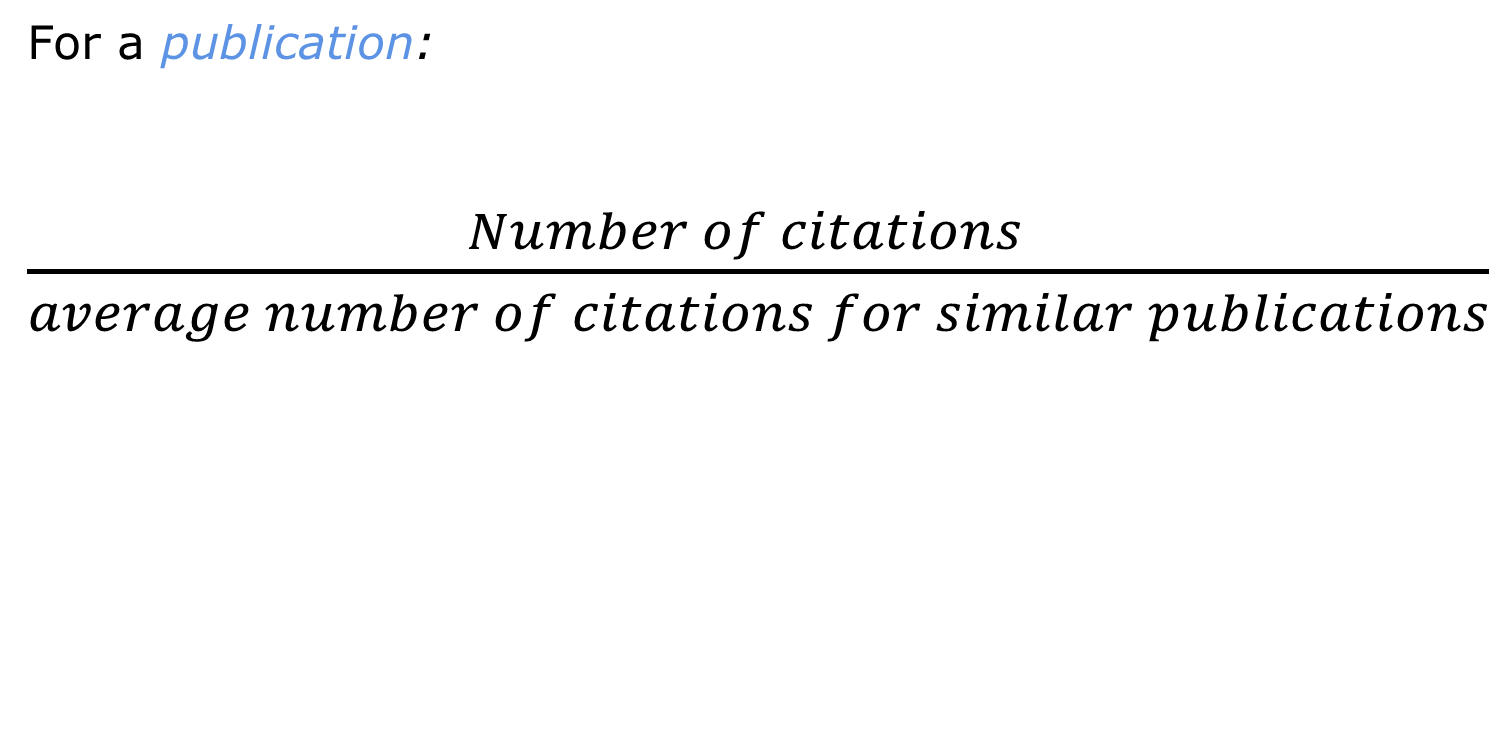 For a publication:
Number of citations
average number of citations for similar publications